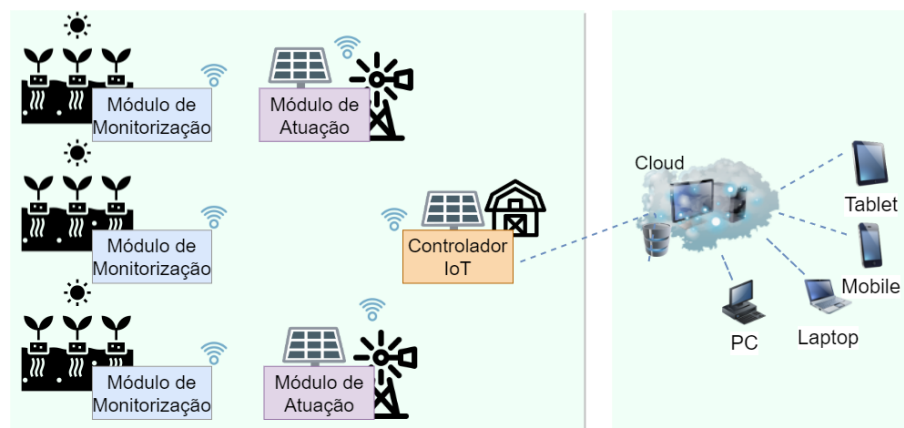 Módulo de
Monitorização
Módulo de
Atuação
Módulo de
Monitorização
Controlador
IoT
Módulo de
Monitorização
Módulo de
Atuação
Cloud
Tablet
Mobile
Laptop
PC